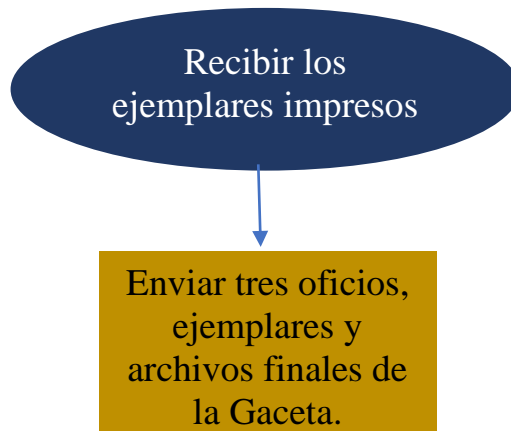 Recibir los
ejemplares impresos
Enviar tres oficios,
ejemplares y
archivos finales de
la Gaceta.